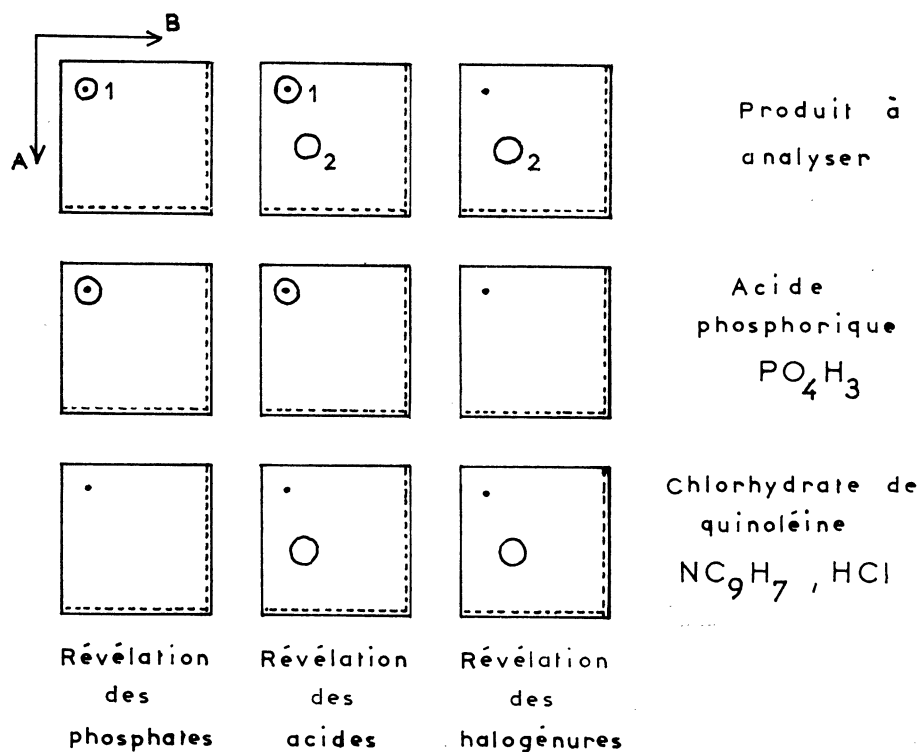 B
A
1
1
2
2
Produit à
analyser
Acide
phosphorique
PO₄H₃
Chlorhydrate de
quinoléine
NC₉H₇ , HCl
Révélation
des
phosphates
Révélation
des
acides
Révélation
des
halogénures